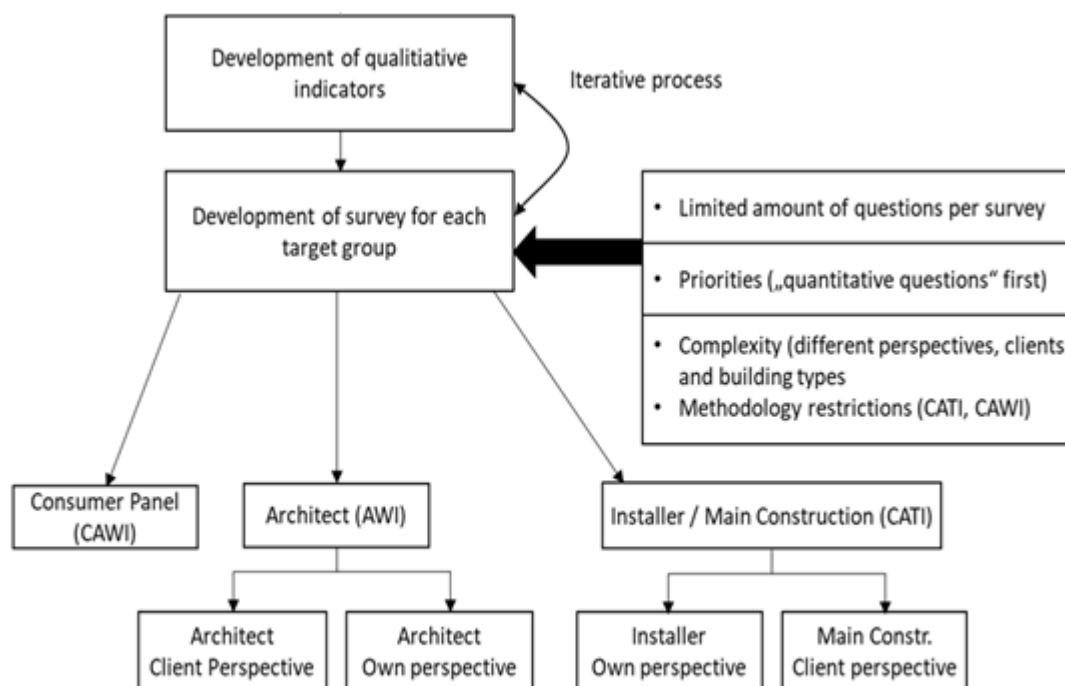 Development of qualitiative
indicators
Iterative process
Development of survey for each
target group
• Limited amount of questions per survey
• Priorities („quantitative questions“ first)
• Complexity (different perspectives, clients
and building types
• Methodology restrictions (CATI, CAWI)
Consumer Panel
(CAWI)
Architect (AWI)
Installer / Main Construction (CATI)
Architect
Client Perspective
Architect
Own perspective
Installer
Own perspective
Main Constr.
Client perspective